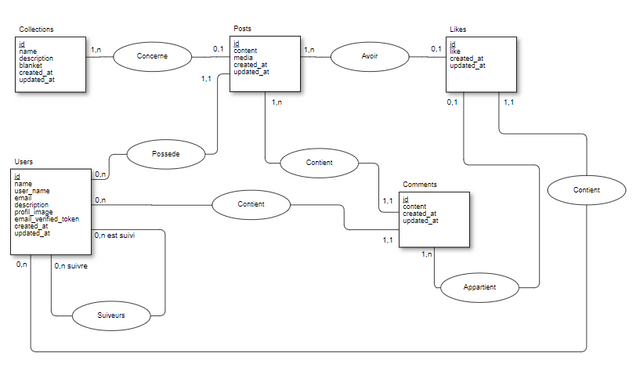 Collections
id
name
description
blanket
created_at
updated_at
1,n
Concerne
0,1
Posts
id
content
media
created_at
updated_at
1,n
Avoir
0,1
Likes
id
like
created_at
updated_at
1,1
1,n
0,1
1,1
Possede
0,n
Users
id
name
user_name
email
description
profil_image
email_verified_token
created_at
updated_at
0,n
Contient
Contient
1,1
Comments
id
content
created_at
updated_at
1,1
Contient
0,n est suivi
0,n
0,n suivre
1,n
Appartient
Suiveurs